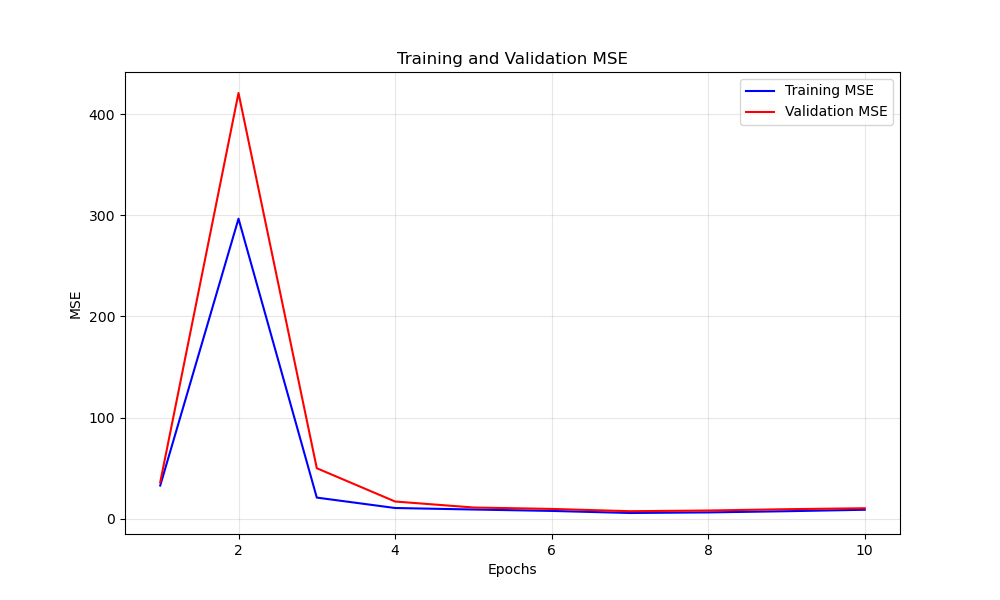 Training and Validation MSE
Training MSE
Validation MSE
400
300
200
100
0
MSE
2
4
6
8
10
Epochs